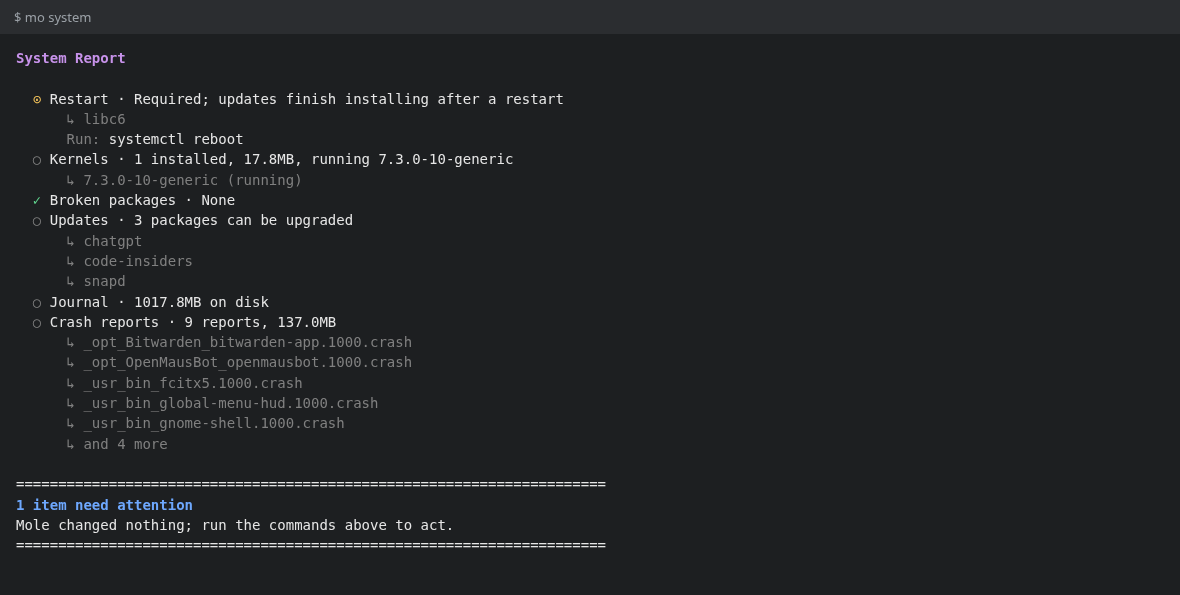 $ mo system
System Report
⊙ Restart · Required; updates finish installing after a restart
↳ libc6
Run: systemctl reboot
○ Kernels · 1 installed, 17.8MB, running 7.3.0-10-generic
↳ 7.3.0-10-generic (running)
✓ Broken packages · None
○ Updates · 3 packages can be upgraded
↳ chatgpt
↳ code-insiders
↳ snapd
○ Journal · 1017.8MB on disk
○ Crash reports · 9 reports, 137.0MB
↳ _opt_Bitwarden_bitwarden-app.1000.crash
↳ _opt_OpenMausBot_openmausbot.1000.crash
↳ _usr_bin_fcitx5.1000.crash
↳ _usr_bin_global-menu-hud.1000.crash
↳ _usr_bin_gnome-shell.1000.crash
↳ and 4 more
======================================================================
1 item need attention
Mole changed nothing; run the commands above to act.
======================================================================